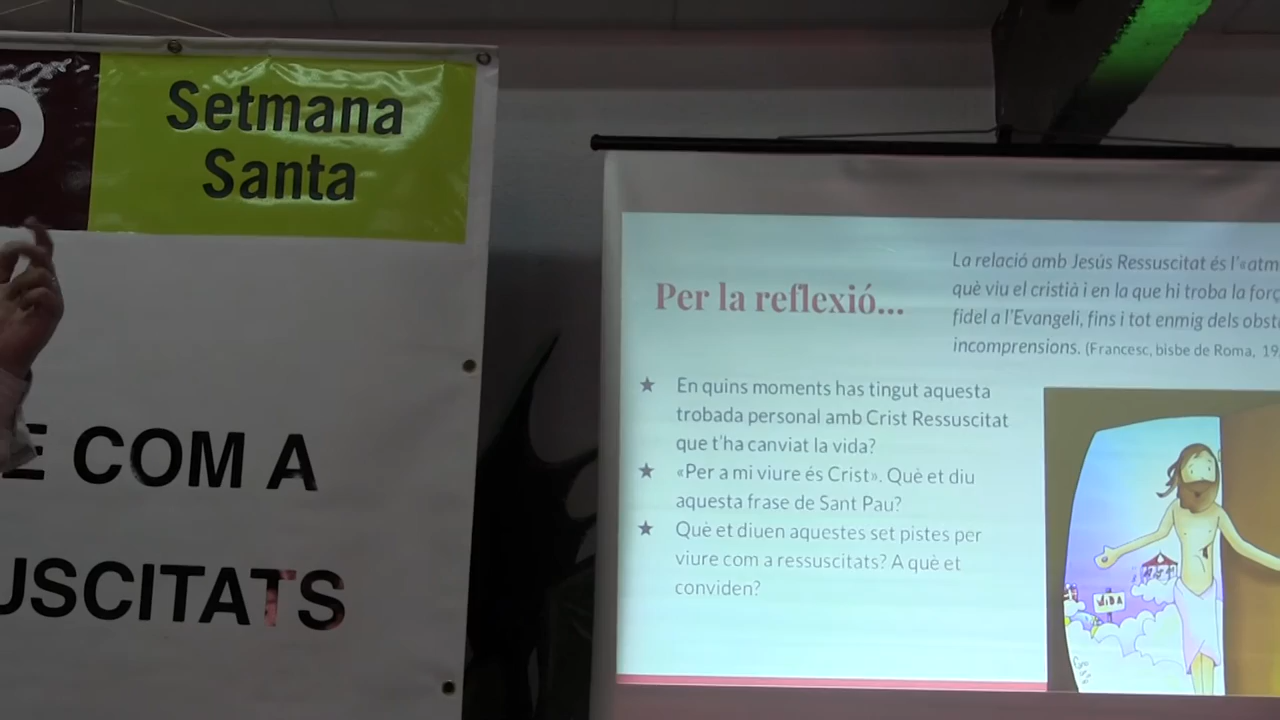 Setmana
Santa
E COM A
USCITATS
Per la reflexió...
La relació amb Jesús Ressuscitat és l'«atm
què viu el cristià i en la que hi troba la forç
fidel a l'Evangeli, fins i tot enmig dels obst
incomprensions. (Francesc, bisbe de Roma, 19
★ En quins moments has tingut aquesta
trobada personal amb Crist Ressuscitat
que t'ha canviat la vida?
★ «Per a mi viure és Crist». Què et diu
aquesta frase de Sant Pau?
★ Què et diuen aquestes set pistes per
viure com a ressuscitats? A què et
conviden?
ViDA